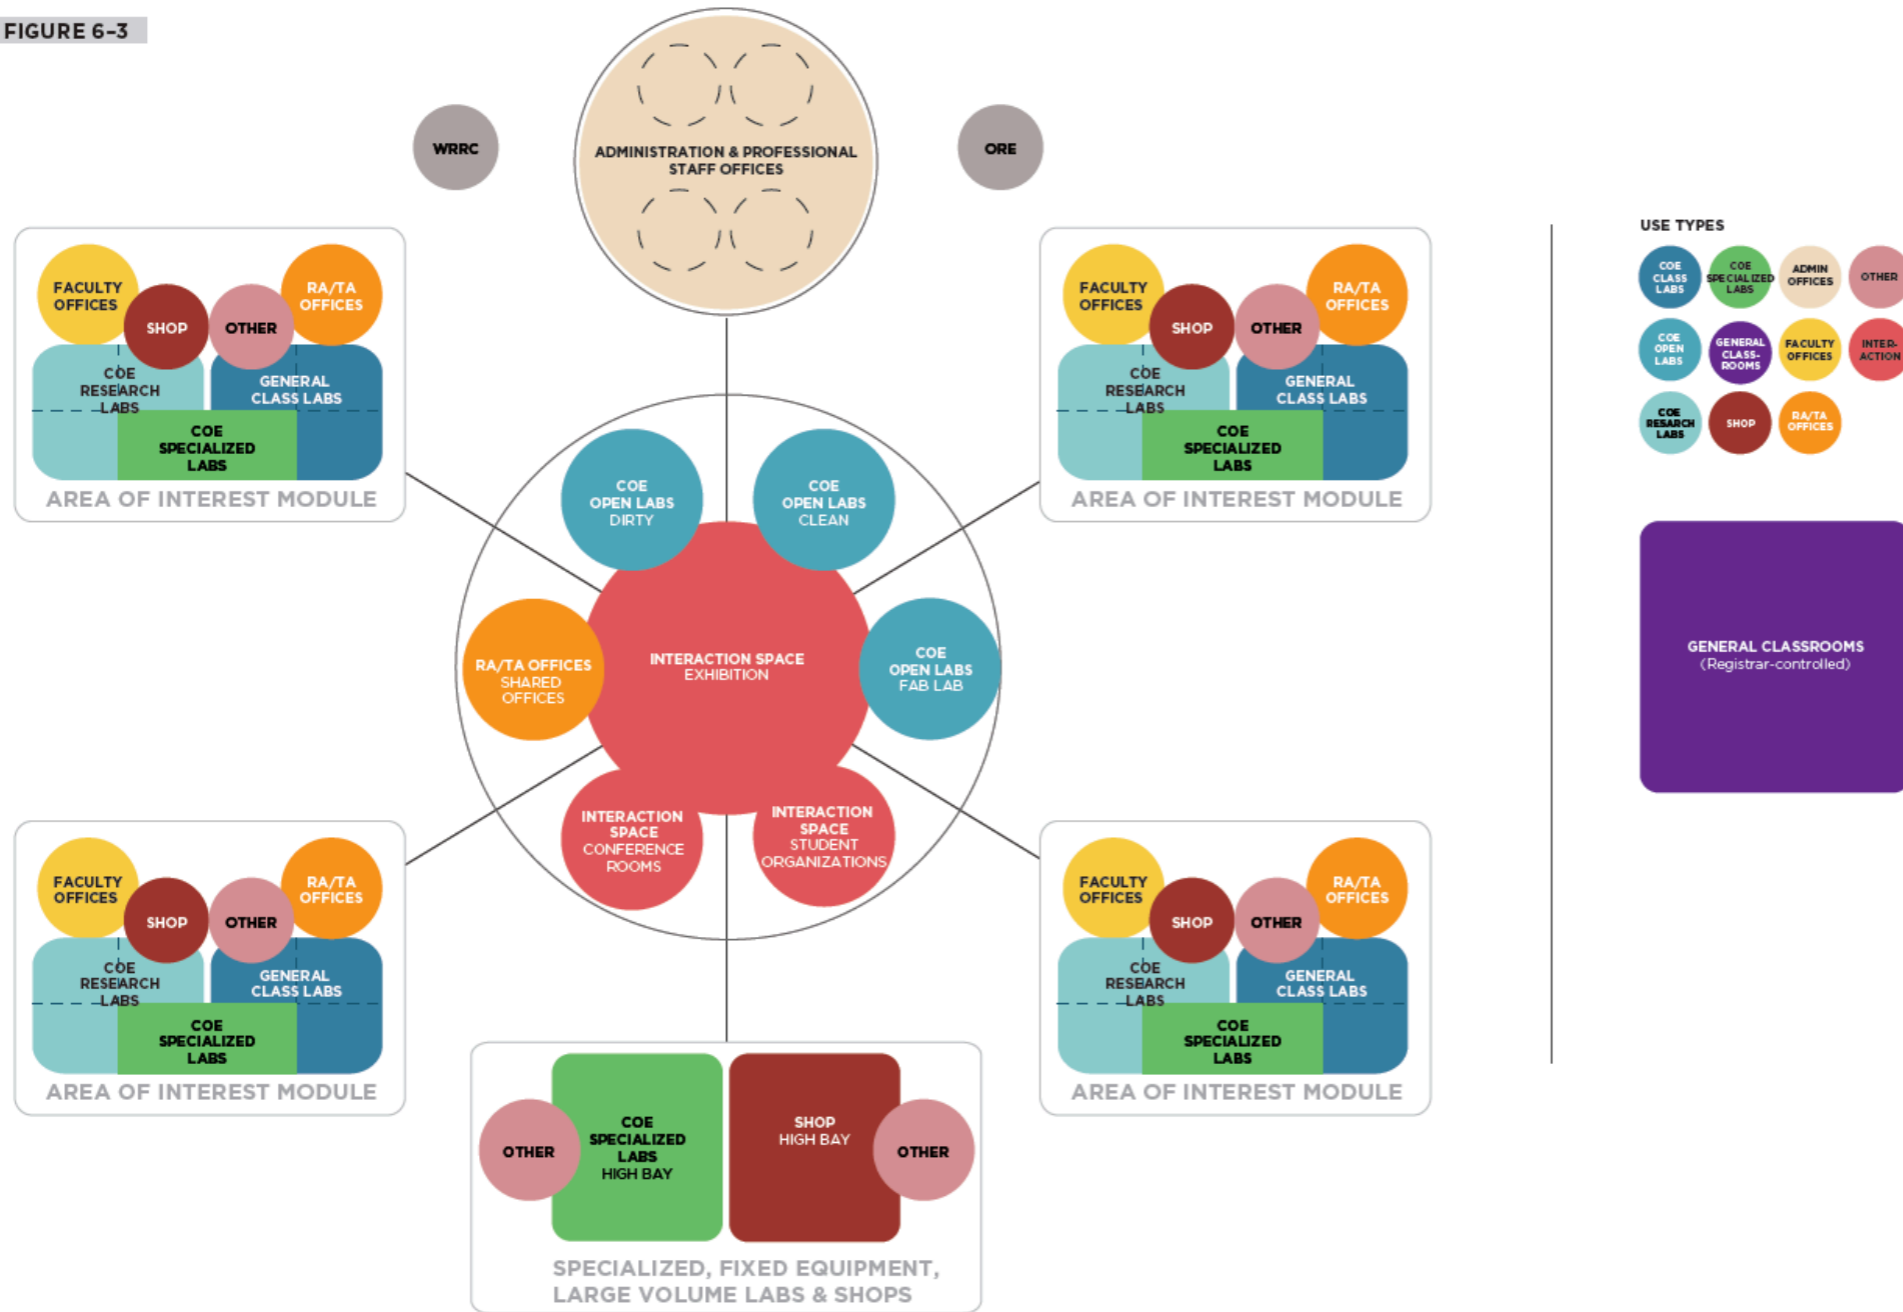 FIGURE 6-3
WRRC
ADMINISTRATION & PROFESSIONAL
STAFF OFFICES
ORE
FACULTY
OFFICES
SHOP
OTHER
RA/TA
OFFICES
COE
RESEARCH
LABS
GENERAL
CLASS LABS
COE
SPECIALIZED
LABS
AREA OF INTEREST MODULE
FACULTY
OFFICES
SHOP
OTHER
RA/TA
OFFICES
COE
RESEARCH
LABS
GENERAL
CLASS LABS
COE
SPECIALIZED
LABS
AREA OF INTEREST MODULE
COE
OPEN LABS
DIRTY
COE
OPEN LABS
CLEAN
RA/TA OFFICES
SHARED
OFFICES
INTERACTION SPACE
EXHIBITION
COE
OPEN LABS
FAB LAB
INTERACTION
SPACE
CONFERENCE
ROOMS
INTERACTION
SPACE
STUDENT
ORGANIZATIONS
FACULTY
OFFICES
SHOP
OTHER
RA/TA
OFFICES
COE
RESEARCH
LABS
GENERAL
CLASS LABS
COE
SPECIALIZED
LABS
AREA OF INTEREST MODULE
FACULTY
OFFICES
SHOP
OTHER
RA/TA
OFFICES
COE
RESEARCH
LABS
GENERAL
CLASS LABS
COE
SPECIALIZED
LABS
AREA OF INTEREST MODULE
OTHER
COE
SPECIALIZED
LABS
HIGH BAY
SHOP
HIGH BAY
OTHER
SPECIALIZED, FIXED EQUIPMENT,
LARGE VOLUME LABS & SHOPS
USE TYPES
COE
CLASS
LABS
COE
SPECIALIZED
LABS
ADMIN
OFFICES
OTHER
COE
OPEN
LABS
GENERAL
CLASS-
ROOMS
FACULTY
OFFICES
INTER-
ACTION
COE
RESARCH
LABS
SHOP
RA/TA
OFFICES
GENERAL CLASSROOMS
(Registrar-controlled)